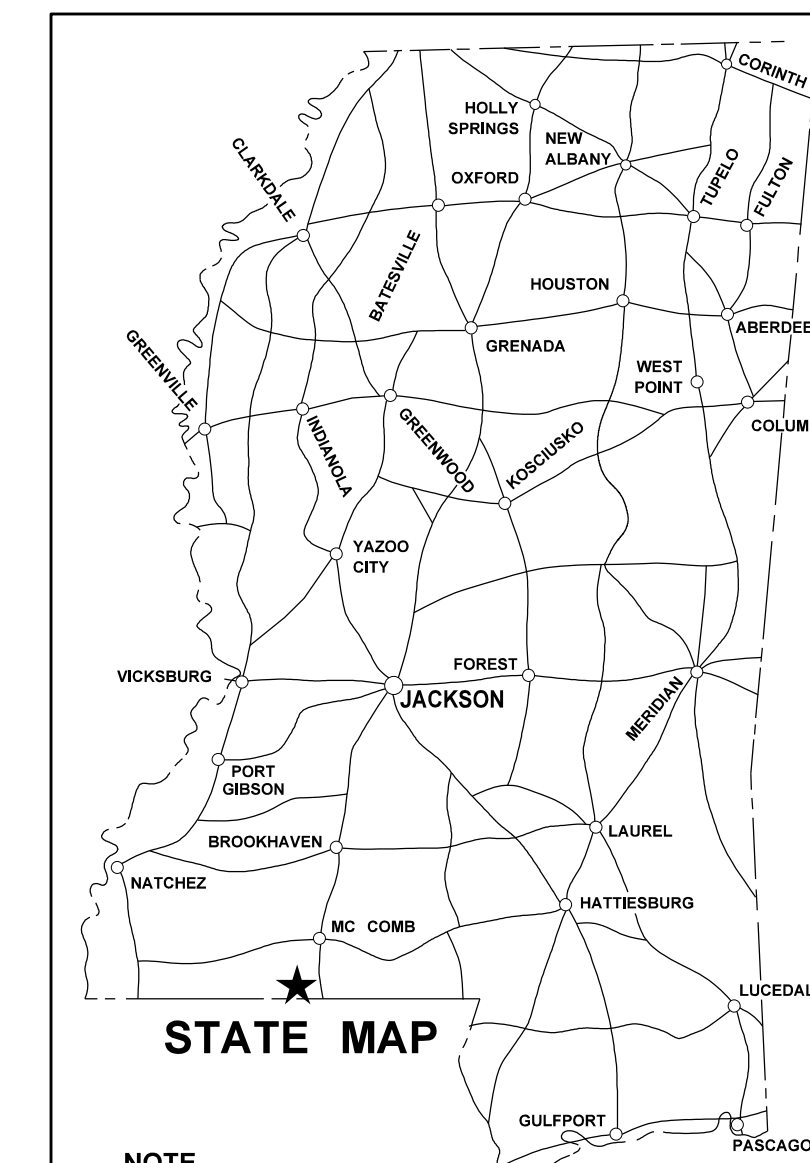 CORINTH
HOLLY
SPRINGS
NEW
ALBANY
CLARKDALE
OXFORD
TUPELO
FULTON
BATESVILLE
HOUSTON
ABERDEE
GREENVILLE
GRENADA
WEST
POINT
COLUM
INDIANOLA
GREENWOOD
KOSCIUSKO
YAZOO
CITY
VICKSBURG
FOREST
JACKSON
MERIDIAN
PORT
GIBSON
LAUREL
BROOKHAVEN
NATCHEZ
HATTIESBURG
MC COMB
LUCEDAL
STATE MAP
GULFPORT
PASCAGO
NOTE